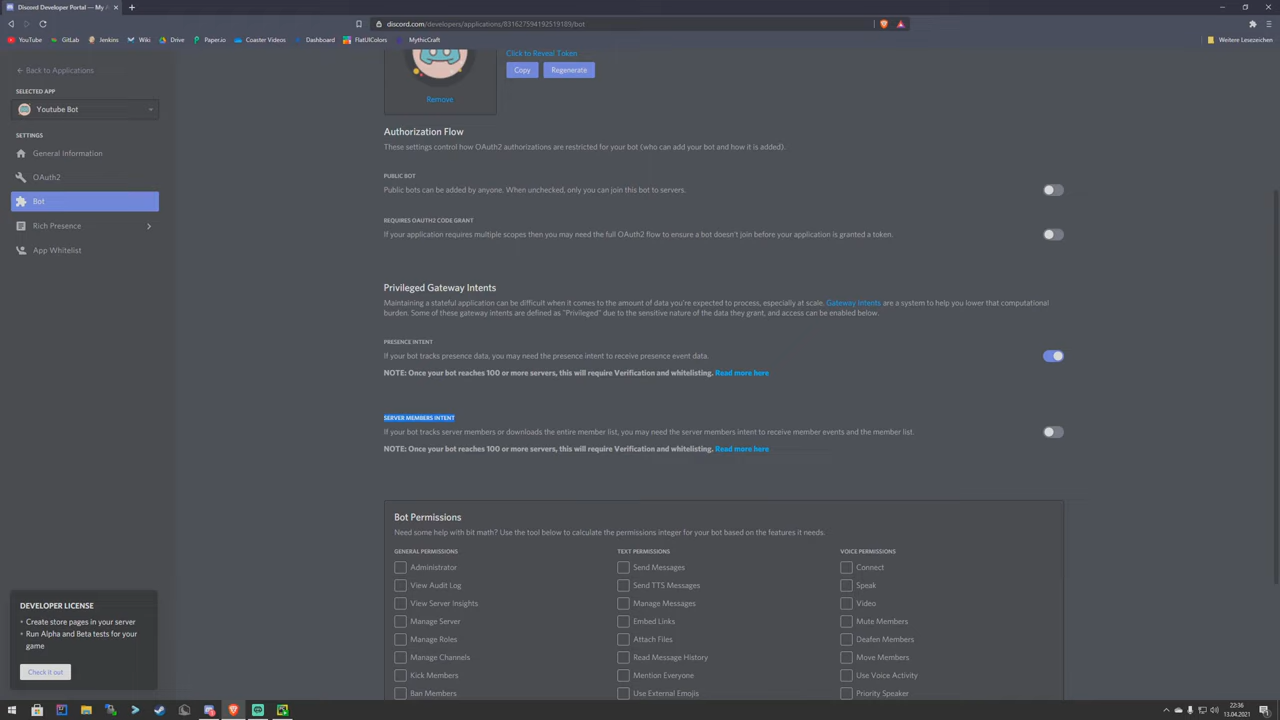 Discord Developer Portal — My A
discord.com/developers/applications/831627594192519189/bot
YouTube
GitLab
Jenkins
Wiki
Drive
Paper.io
Coaster Videos
Dashboard
FlatUIColors
MythicCraft
Weitere Lesezeichen
Back to Applications
SELECTED APP
Youtube Bot
SETTINGS
General Information
OAuth2
Bot
Rich Presence
App Whitelist
Click to Reveal Token
Copy
Regenerate
Remove
Authorization Flow
These settings control how OAuth2 authorizations are restricted for your bot (who can add your bot and how it is added).
PUBLIC BOT
Public bots can be added by anyone. When unchecked, only you can join this bot to servers.
REQUIRES OAUTH2 CODE GRANT
If your application requires multiple scopes then you may need the full OAuth2 flow to ensure a bot doesn't join before your application is granted a token.
Privileged Gateway Intents
Maintaining a stateful application can be difficult when it comes to the amount of data you're expected to process, especially at scale. Gateway Intents are a system to help you lower that computational
burden. Some of these gateway intents are defined as "Privileged" due to the sensitive nature of the data they grant, and access can be enabled below.
PRESENCE INTENT
If your bot tracks presence data, you may need the presence intent to receive presence event data.
NOTE: Once your bot reaches 100 or more servers, this will require Verification and whitelisting. Read more here
SERVER MEMBERS INTENT
If your bot tracks server members or downloads the entire member list, you may need the server members intent to receive member events and the member list.
NOTE: Once your bot reaches 100 or more servers, this will require Verification and whitelisting. Read more here
Bot Permissions
Need some help with bit math? Use the tool below to calculate the permissions integer for your bot based on the features it needs.
GENERAL PERMISSIONS
Administrator
View Audit Log
View Server Insights
Manage Server
Manage Roles
Manage Channels
Kick Members
Ban Members
TEXT PERMISSIONS
Send Messages
Send TTS Messages
Manage Messages
Embed Links
Attach Files
Read Message History
Mention Everyone
Use External Emojis
VOICE PERMISSIONS
Connect
Speak
Video
Mute Members
Deafen Members
Move Members
Use Voice Activity
Priority Speaker
DEVELOPER LICENSE
• Create store pages in your server
• Run Alpha and Beta tests for your
game
Check it out
22:36
13.04.2021